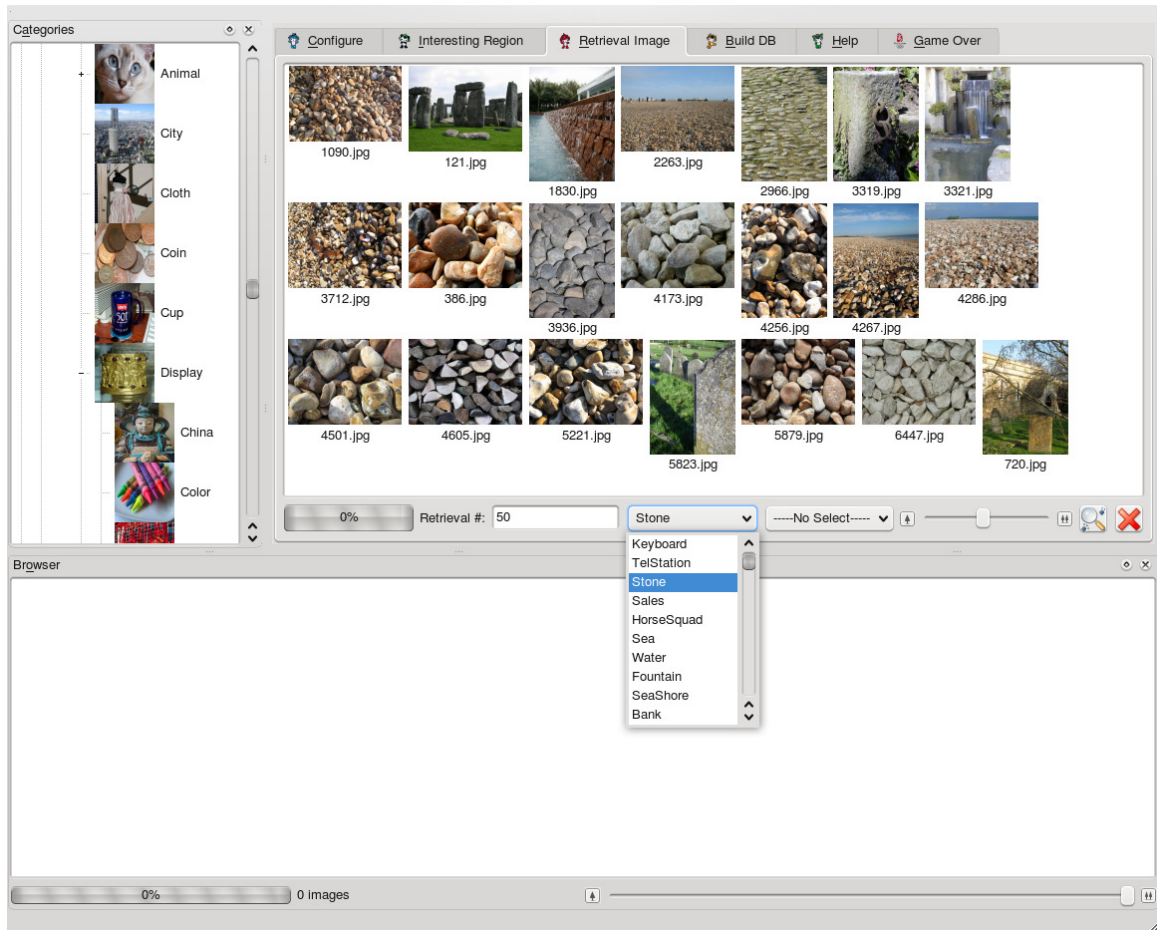 Categories
Animal
City
Cloth
Coin
Cup
Display
China
Color
Configure
Interesting Region
Retrieval Image
Build DB
Help
Game Over
1090.jpg
121.jpg
1830.jpg
2263.jpg
2966.jpg
3319.jpg
3321.jpg
3712.jpg
386.jpg
3936.jpg
4173.jpg
4256.jpg
4267.jpg
4286.jpg
4501.jpg
4605.jpg
5221.jpg
5823.jpg
5879.jpg
6447.jpg
720.jpg
0%
Retrieval #:
50
Stone
-----No Select-----
Keyboard
TelStation
Stone
Sales
HorseSquad
Sea
Water
Fountain
SeaShore
Bank
Browser
0%
0 images